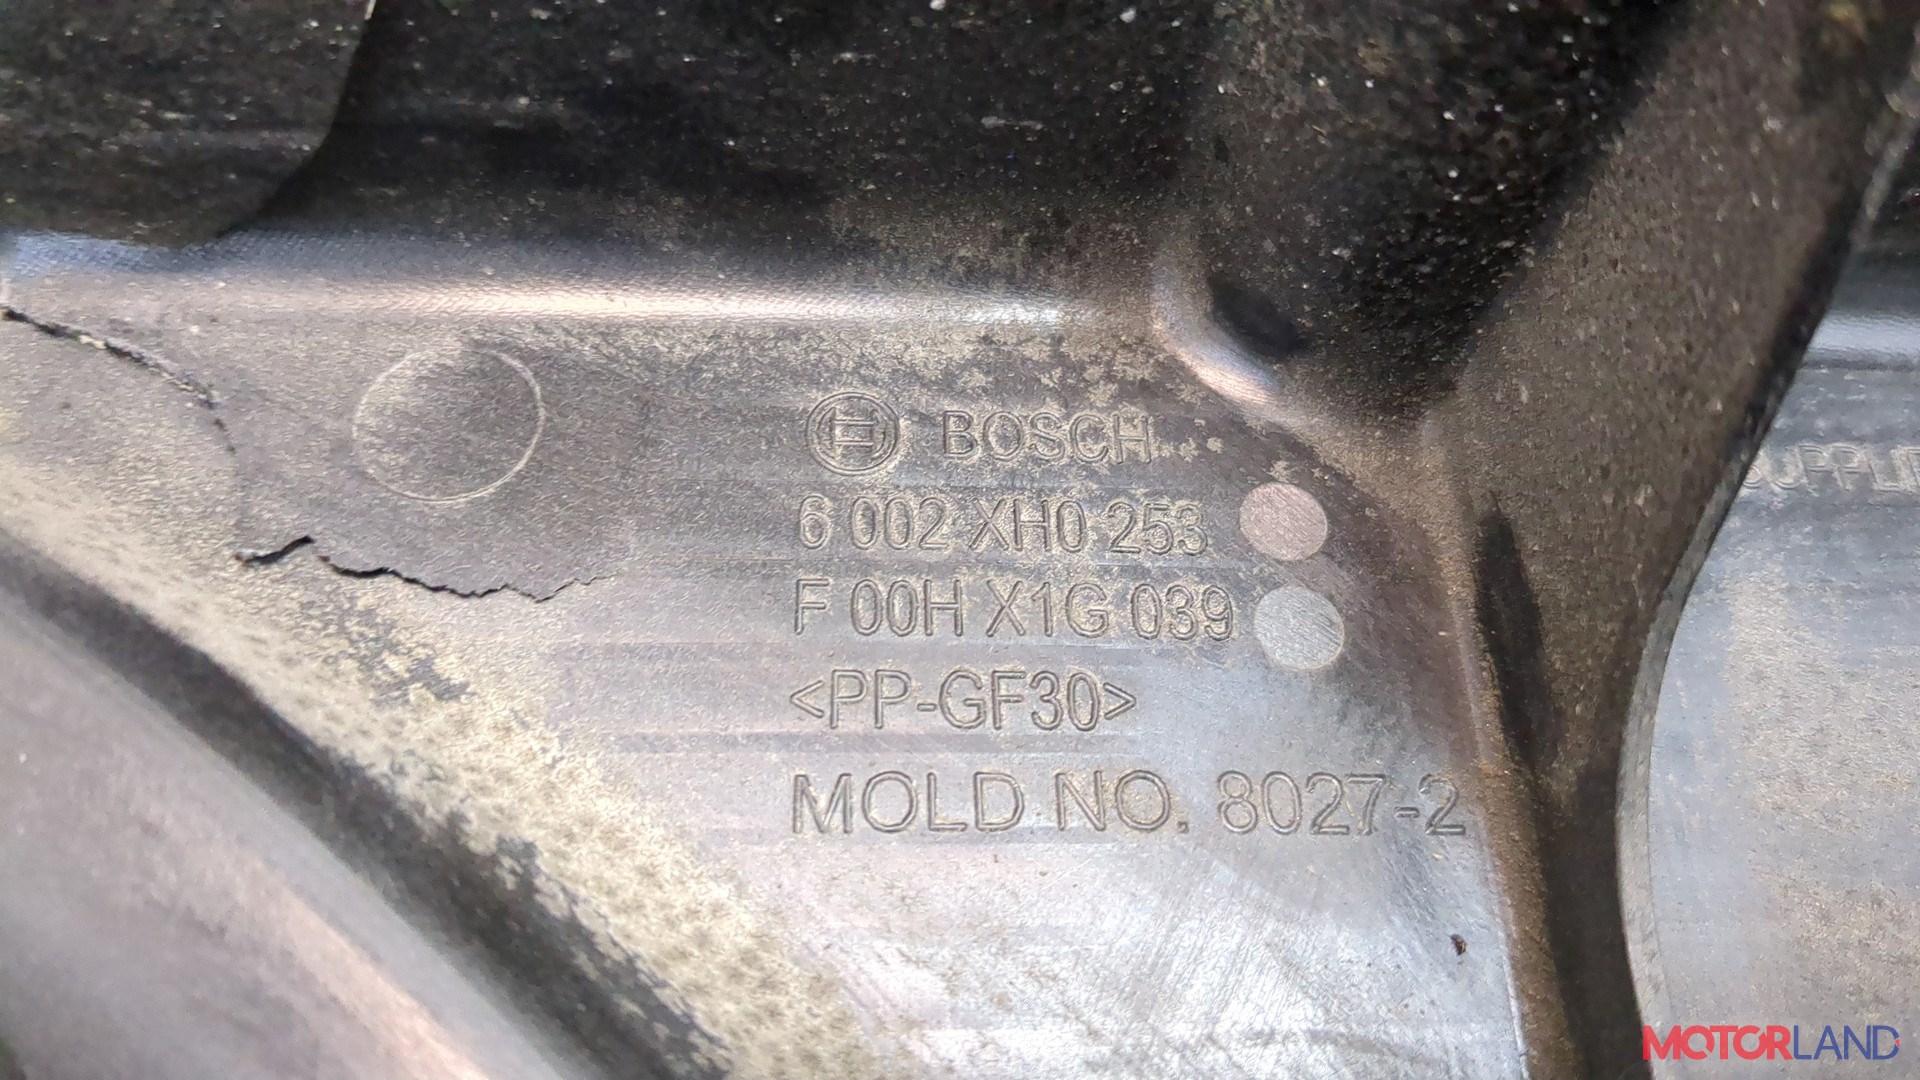 BOSCH
6 002 XH0 253
F 00H X1G 039
<PP-GF30>
MOLD NO. 8027-2
MOTORLAND